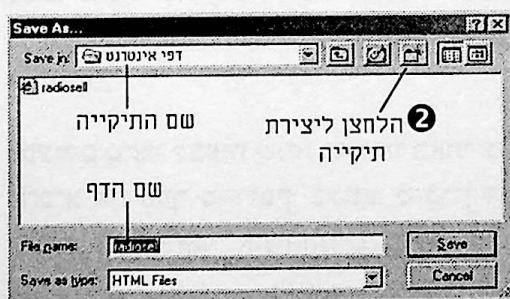 Save As...
Save in: דפי אינטרנט
radiosell
שם התיקייה
❷ הלחצן ליצירת
תיקייה
שם הדף
File name: radiosell
Save
Save as type: HTML Files
Cancel